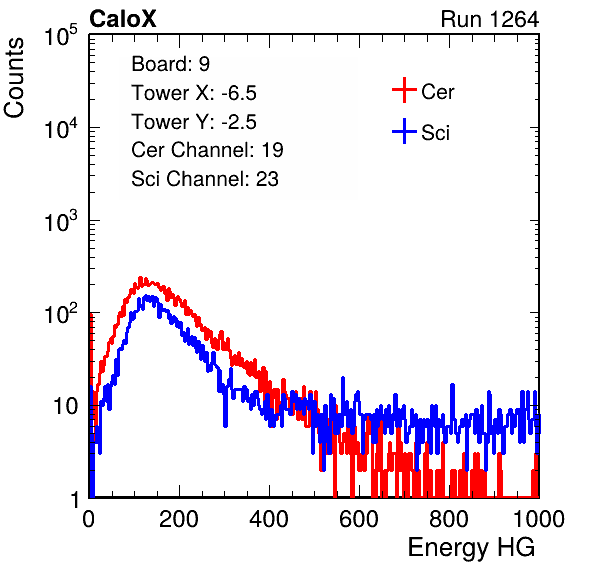 CaloX Run 1264
Counts
Board: 9
Tower X: -6.5
Tower Y: -2.5
Cer Channel: 19
Sci Channel: 23
Cer
Sci
10^5
10^4
10^3
10^2
10
1
0 200 400 600 800 1000
Energy HG